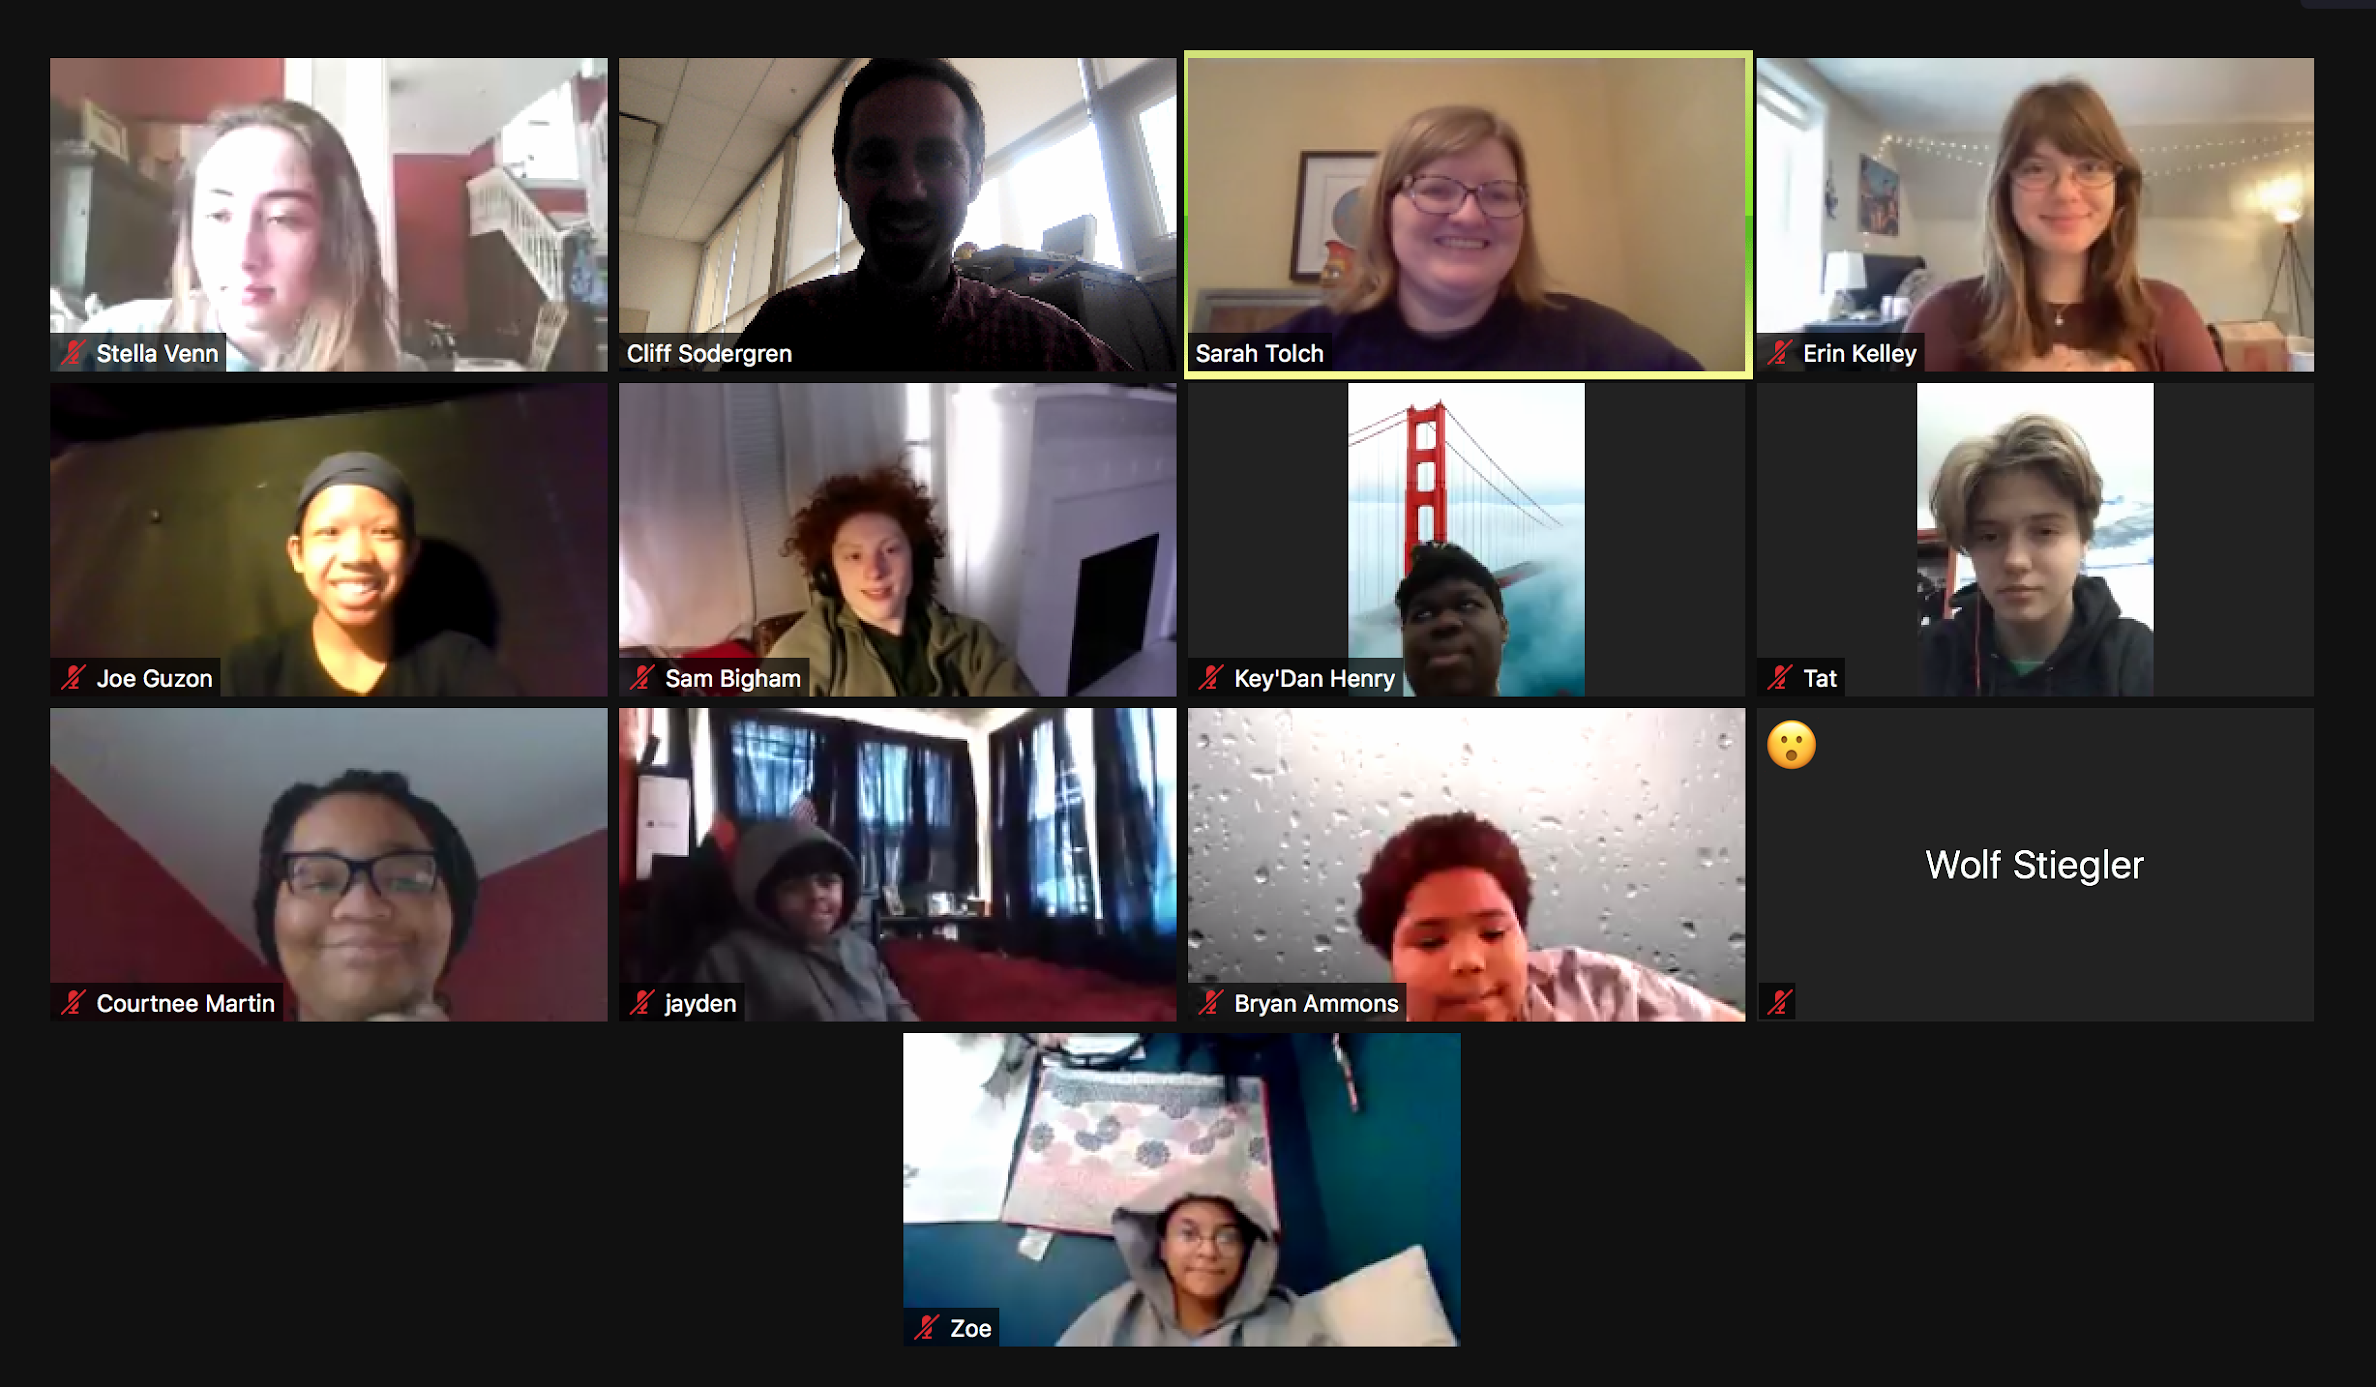 Stella Venn
Cliff Sodergren
Sarah Tolch
Erin Kelley
Joe Guzon
Sam Bigham
Key'Dan Henry
Tat
Courtnee Martin
jayden
Bryan Ammons
Wolf Stiegler
Zoe